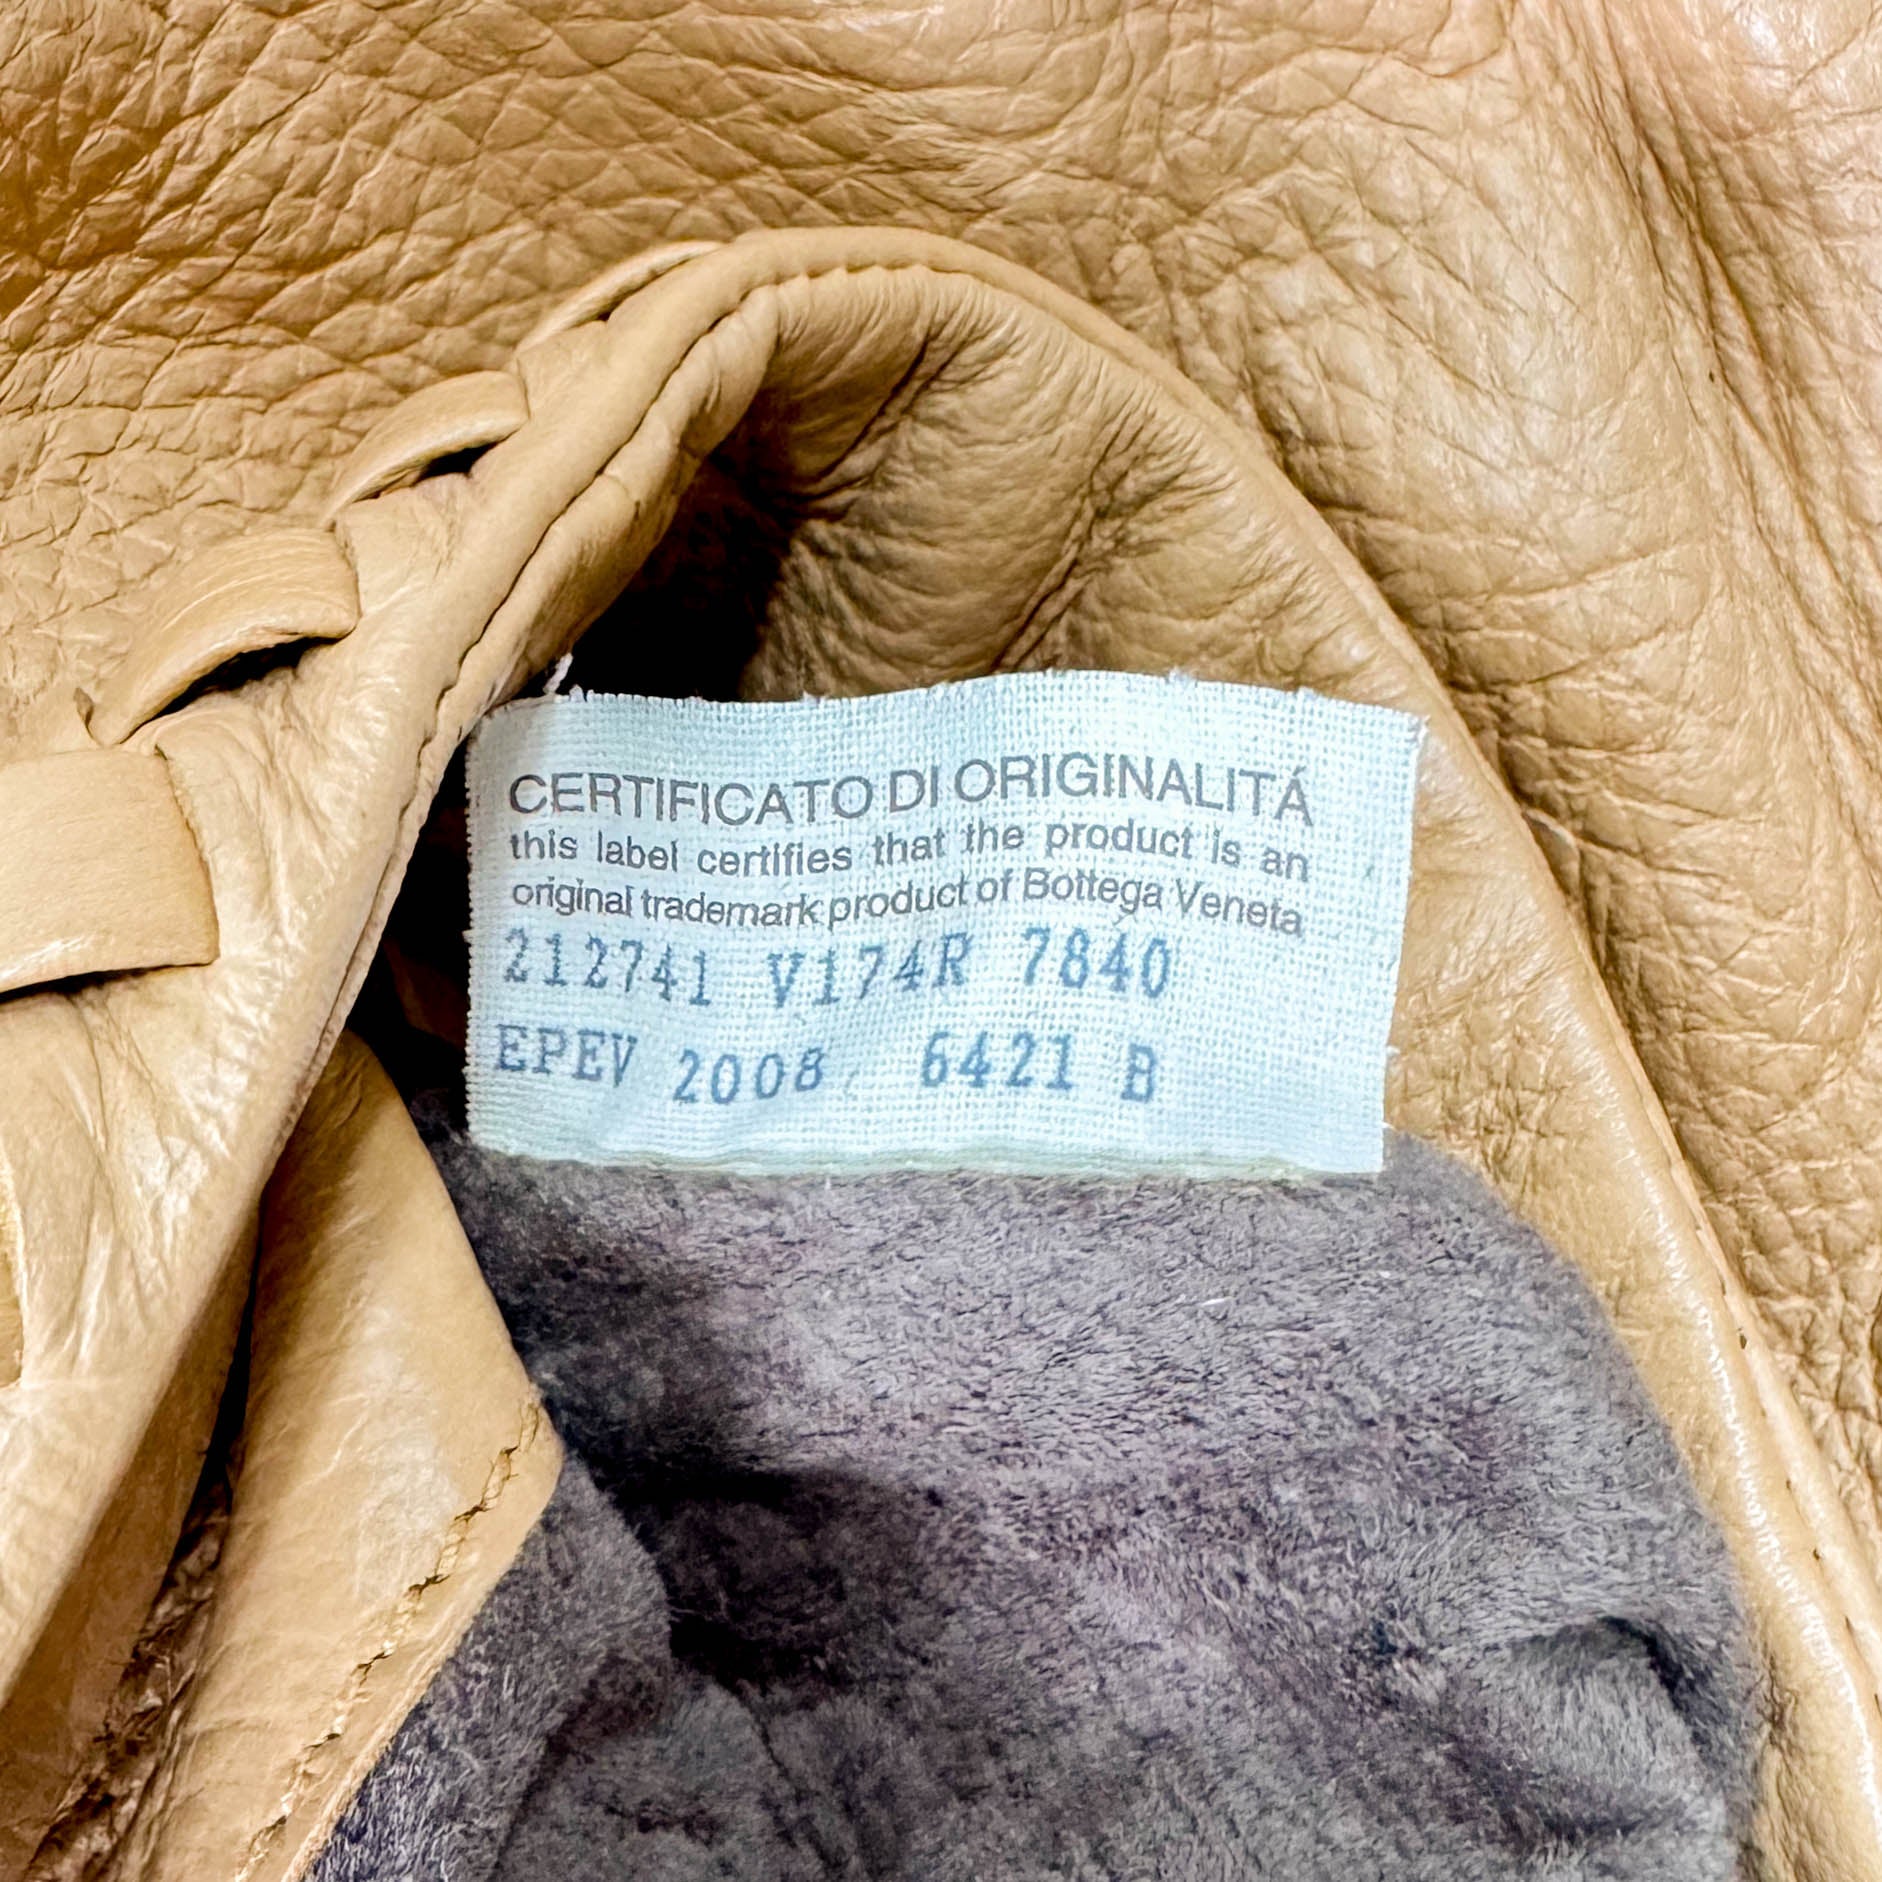 CERTIFICATO DI ORIGINALITÁ
this label certifies that the product is an
original trademark product of Bottega Veneta
212741 V174R 7840
EPEV 2008 6421 B